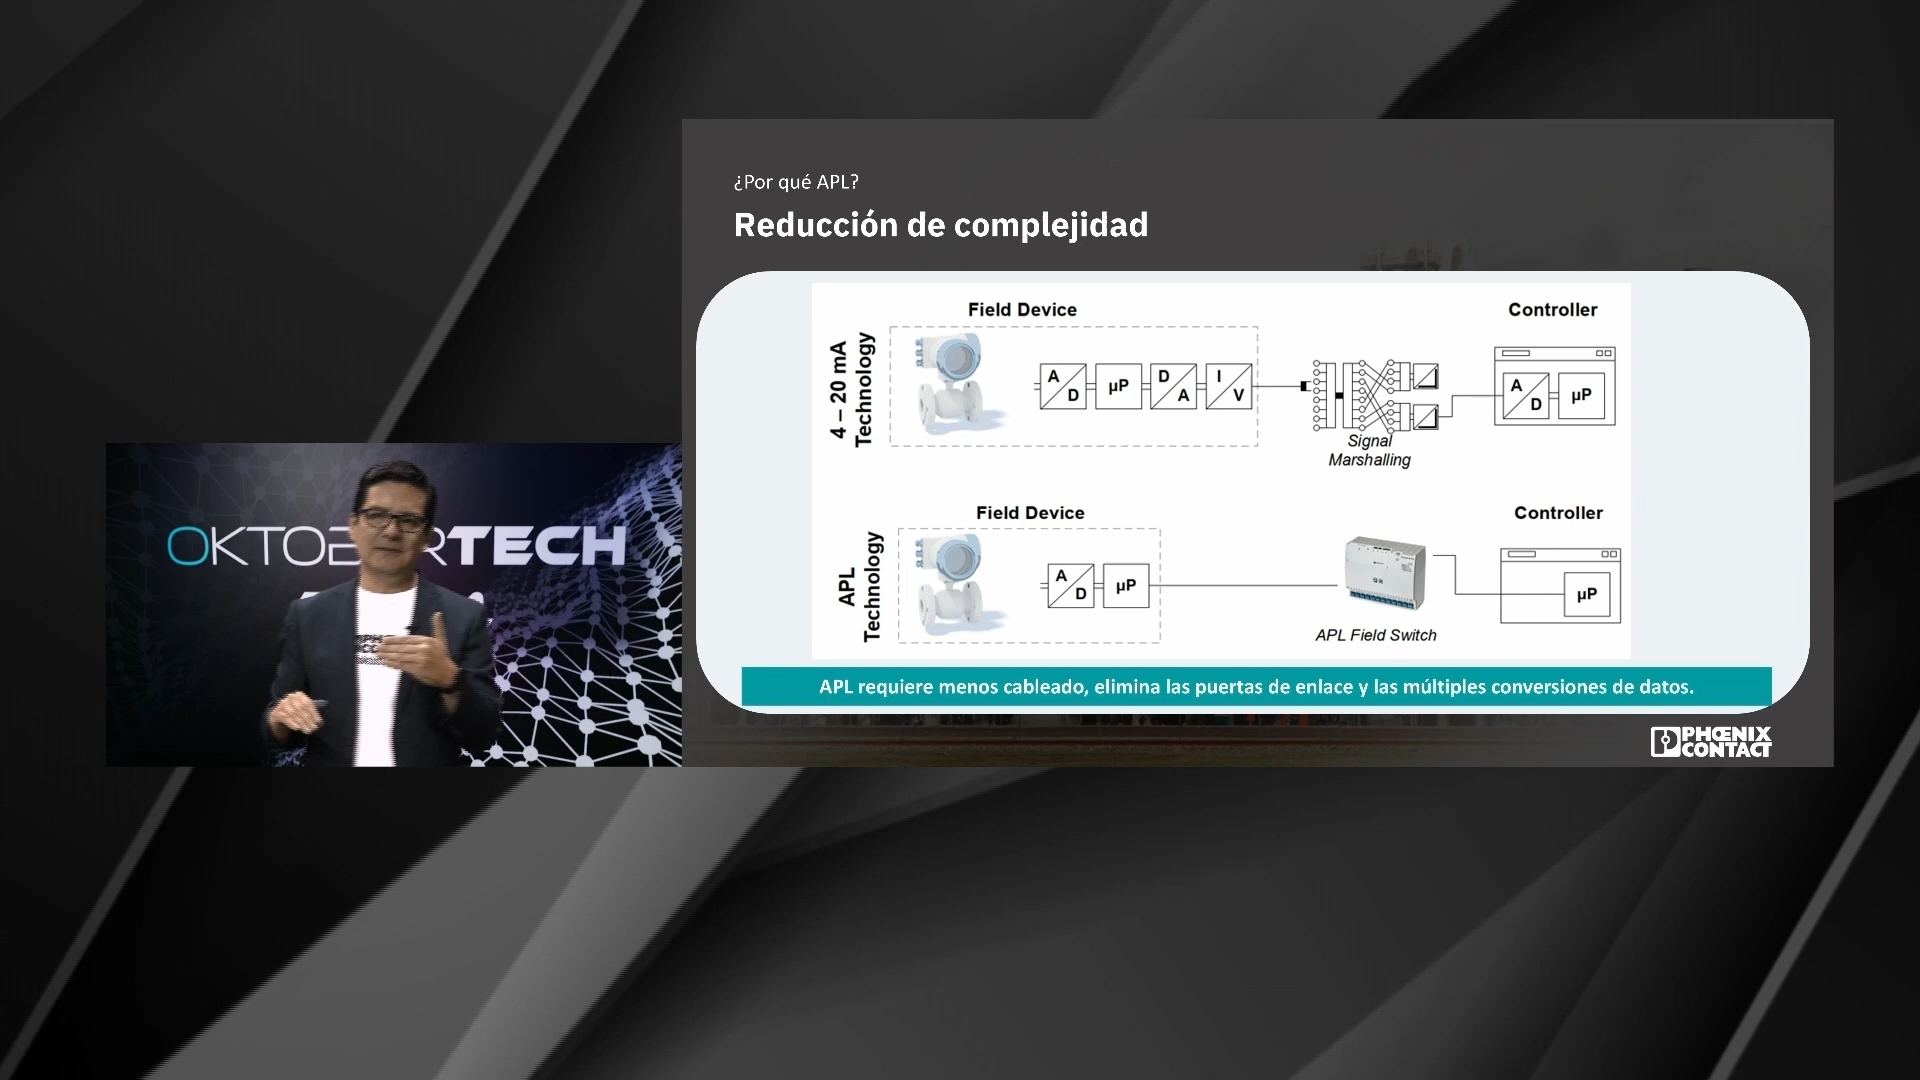 ¿Por qué APL?
Reducción de complejidad
Field Device
Controller
4 – 20 mA
Technology
A
D
µP
D
A
I
V
A
D
µP
Signal
Marshalling
Field Device
Controller
APL
Technology
A
D
µP
µP
APL Field Switch
APL requiere menos cableado, elimina las puertas de enlace y las múltiples conversiones de datos.
PHŒNIX
CONTACT
TECH